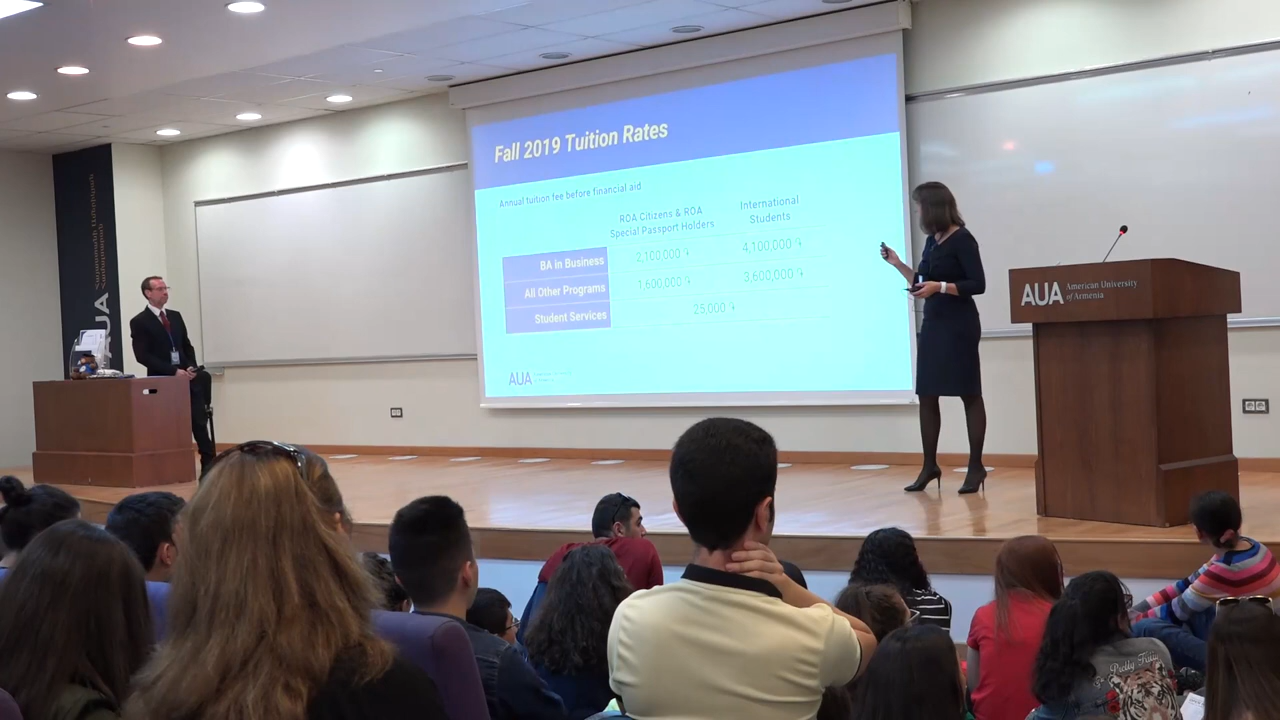 Fall 2019 Tuition Rates
Annual tuition fee before financial aid
ROA Citizens & ROA
Special Passport Holders
International
Students
BA in Business
2,100,000 ֏
4,100,000 ֏
All Other Programs
1,600,000 ֏
3,600,000 ֏
Student Services
25,000 ֏
AUA
AUA
American University
of Armenia
AUA
Pretty